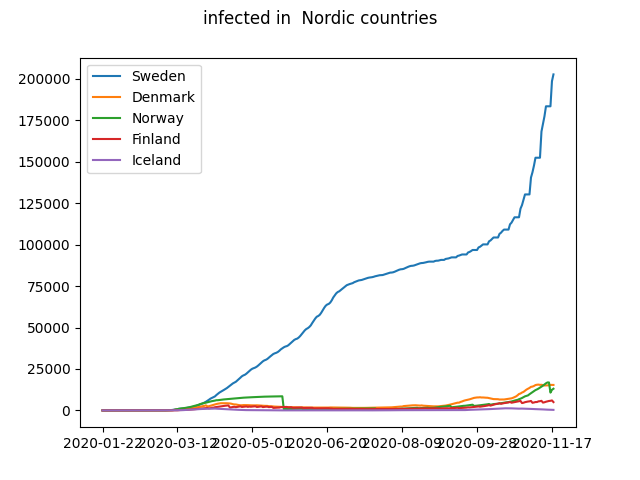 infected in  Nordic countries
Sweden
Denmark
Norway
Finland
Iceland
200000
175000
150000
125000
100000
75000
50000
25000
0
2020-01-22 2020-03-12 2020-05-01 2020-06-20 2020-08-09 2020-09-28 2020-11-17